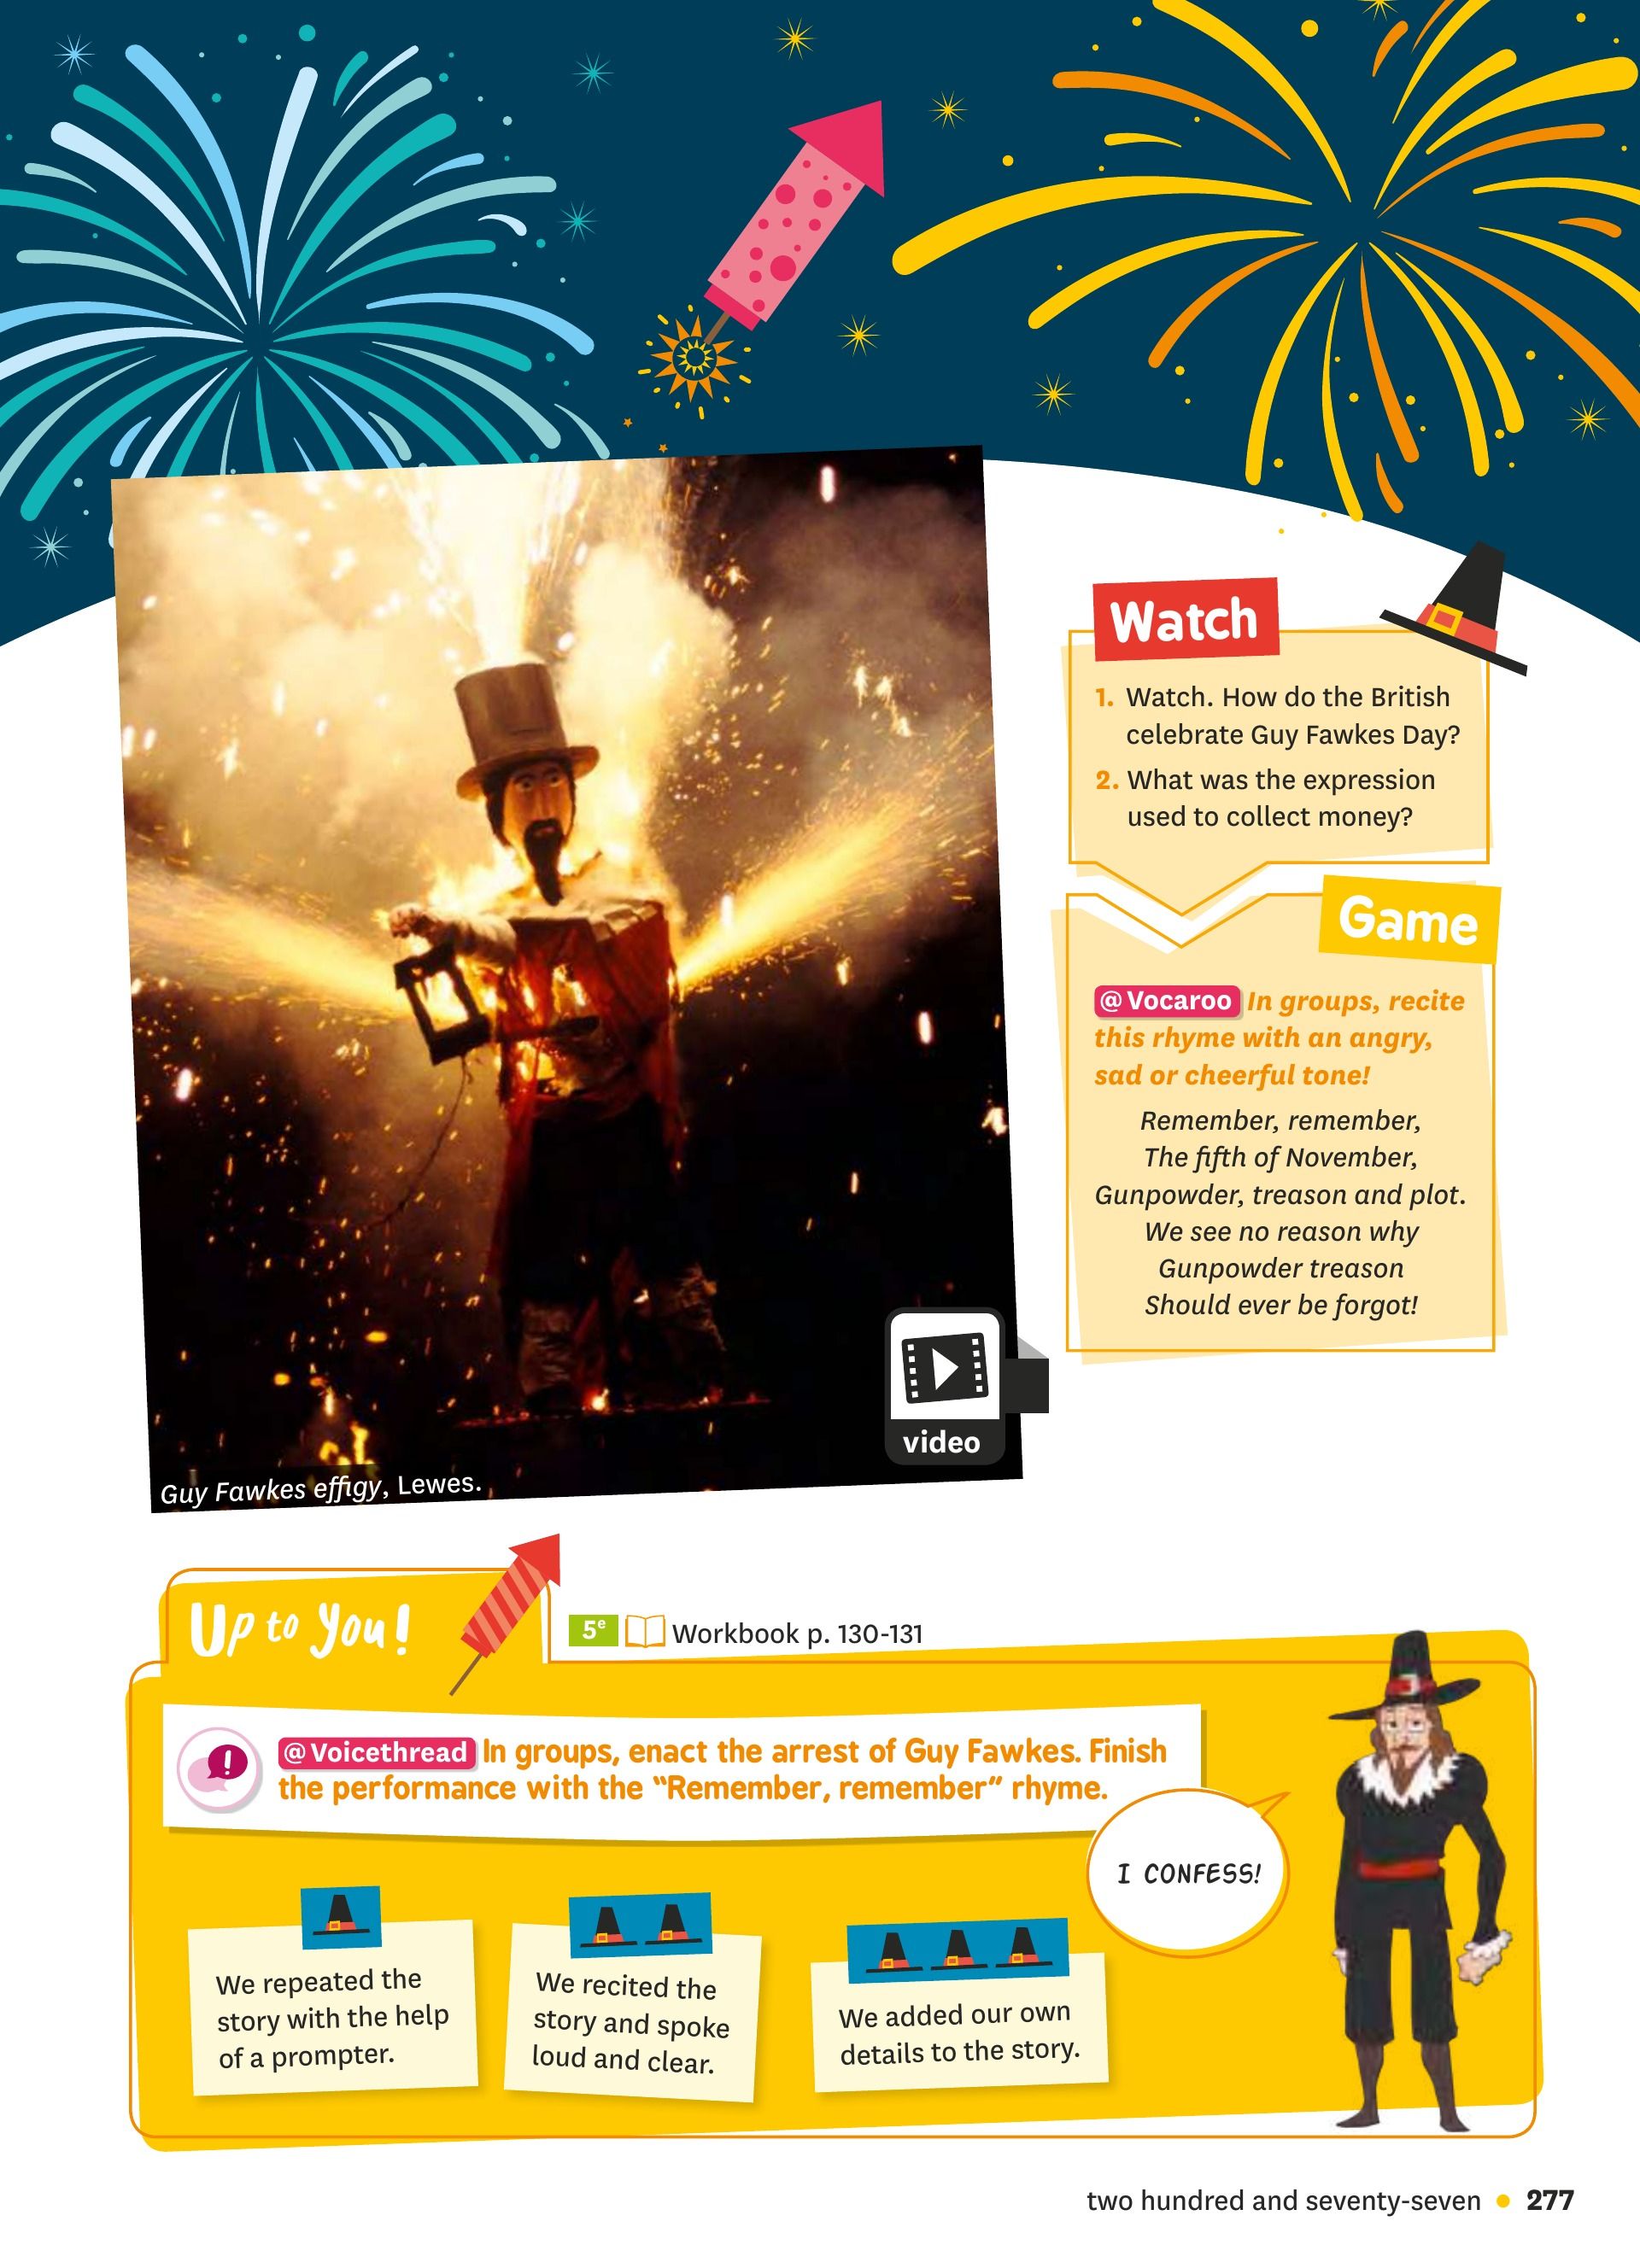 Watch
1. Watch. How do the British
celebrate Guy Fawkes Day?
2. What was the expression
used to collect money?
Game
@Vocaroo In groups, recite
this rhyme with an angry,
sad or cheerful tone!
Remember, remember,
The fifth of November,
Gunpowder, treason and plot.
We see no reason why
Gunpowder treason
Should ever be forgot!
video
Guy Fawkes effigy, Lewes.
Up to You!
5e Workbook p. 130-131
!
@Voicethread In groups, enact the arrest of Guy Fawkes. Finish
the performance with the “Remember, remember” rhyme.
I CONFESS!
We repeated the
story with the help
of a prompter.
We recited the
story and spoke
loud and clear.
We added our own
details to the story.
two hundred and seventy-seven • 277